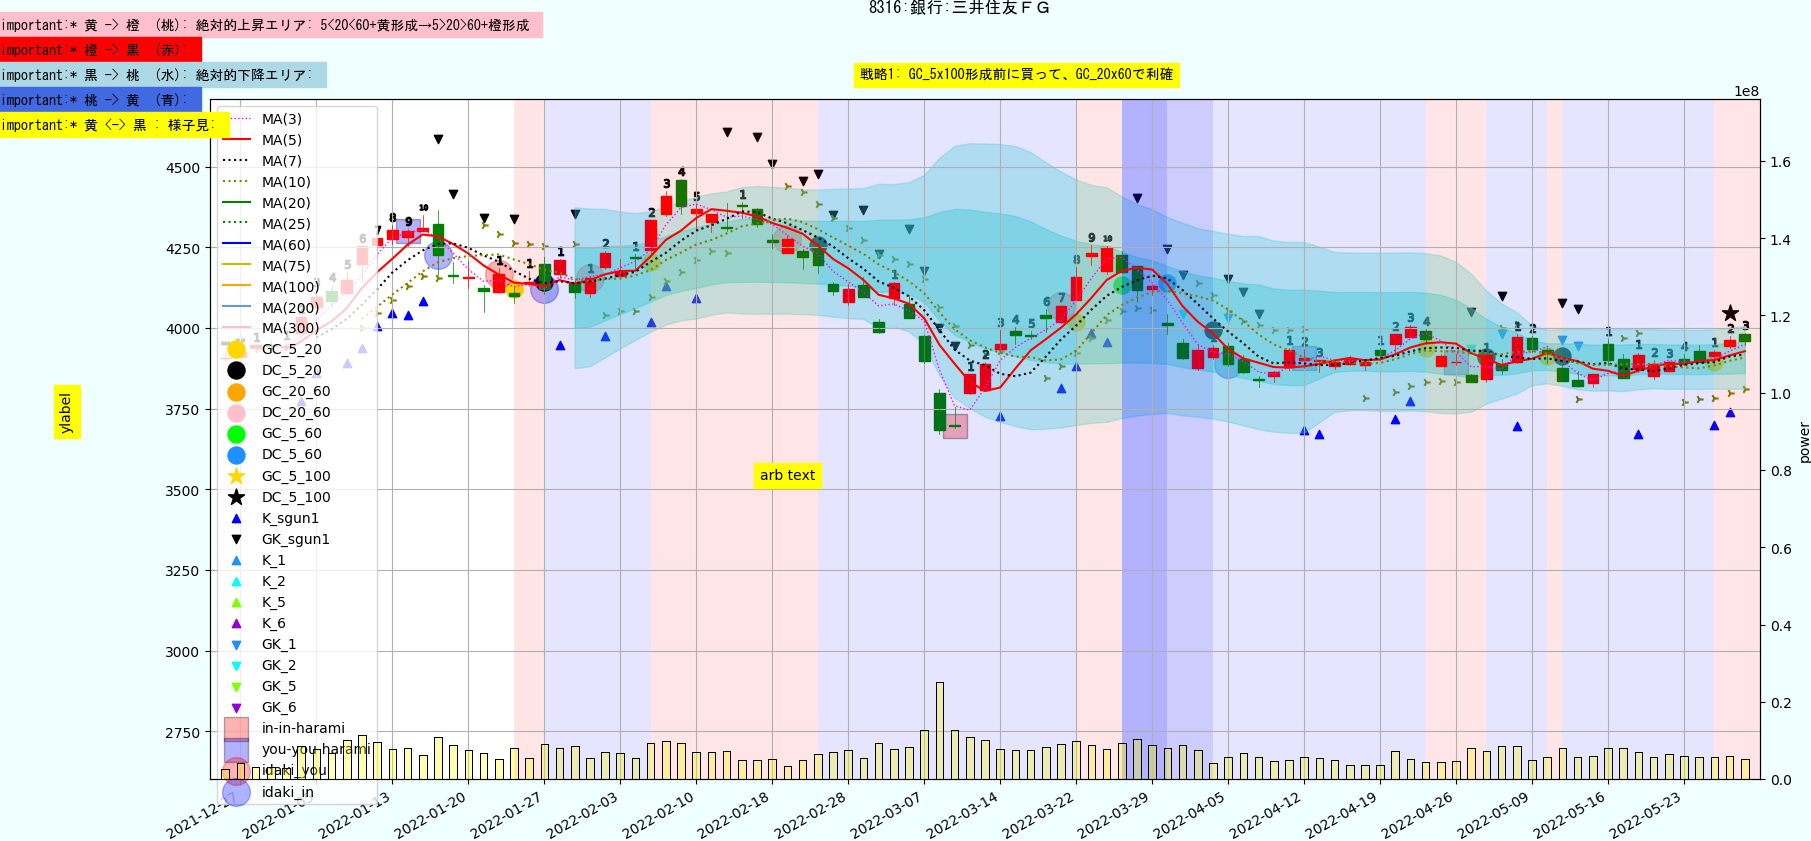 8316:銀行:三井住友ＦＧ
important:* 黄 -> 橙 (桃): 絶対的上昇エリア: 5<20<60+黄形成→5>20>60+橙形成
important:* 橙 -> 黒 (赤):
important:* 黒 -> 桃 (水): 絶対的下降エリア:
戦略1: GC_5x100形成前に買って、GC_20x60で利確
important:* 桃 -> 黄 (青):
important:* 黄 <-> 黒 : 様子見:
1e8
MA(3)
MA(5)
MA(7)
MA(10)
MA(20)
MA(25)
MA(60)
MA(75)
MA(100)
MA(200)
MA(300)
GC_5_20
DC_5_20
GC_20_60
DC_20_60
GC_5_60
DC_5_60
GC_5_100
DC_5_100
K_sgun1
GK_sgun1
K_1
K_2
K_5
K_6
GK_1
GK_2
GK_5
GK_6
in-in-harami
you-you harami
idaki_you
idaki_in
4500
4250
4000
3750
3500
3250
3000
2750
ylabel
arb text
1.6
1.4
1.2
1.0
0.8
0.6
0.4
0.2
0.0
power
2022-01-13
2022-01-20
2022-01-27
2022-02-03
2022-02-10
2022-02-18
2022-02-28
2022-03-07
2022-03-14
2022-03-22
2022-03-29
2022-04-05
2022-04-12
2022-04-19
2022-04-26
2022-05-09
2022-05-16
2022-05-23